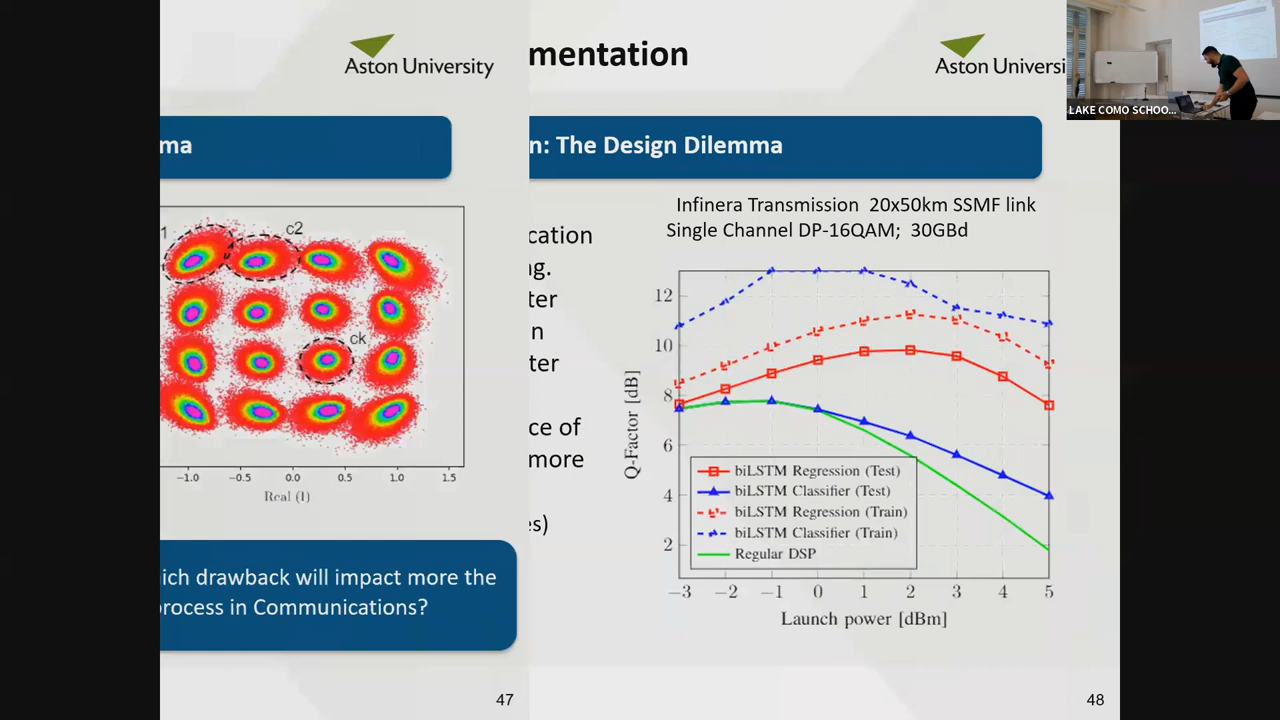 Aston University
ma
c2
ck
−1.0 −0.5 0.0 0.5 1.0 1.5
Real (I)
ich drawback will impact more the
process in Communications?
47
mentation
Aston Universi
n: The Design Dilemma
cation
ng.
ter
n
ter
ce of
more
es)
Infinera Transmission 20x50km SSMF link
Single Channel DP-16QAM; 30GBd
12
10
8
6
4
2
Q-Factor [dB]
biLSTM Regression (Test)
biLSTM Classifier (Test)
biLSTM Regression (Train)
biLSTM Classifier (Train)
Regular DSP
−3 −2 −1 0 1 2 3 4 5
Launch power [dBm]
48
LAKE COMO SCHOO...